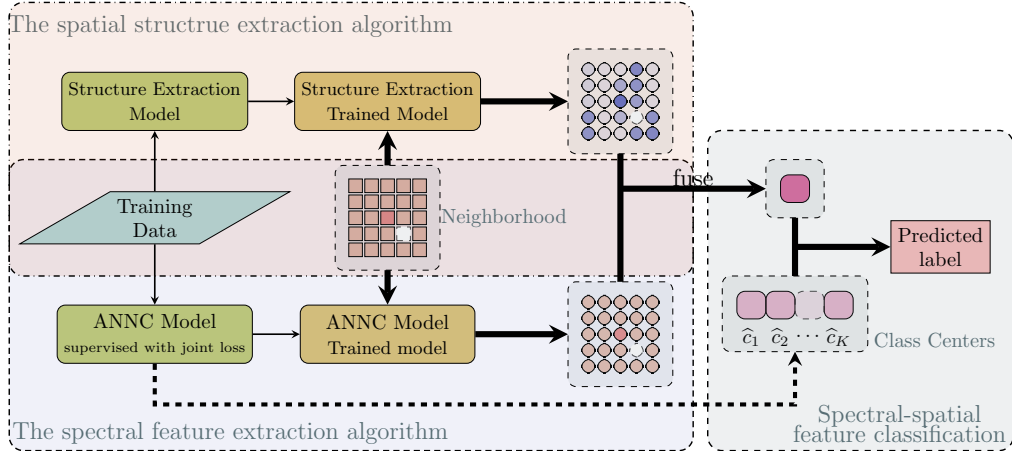 The spatial structrue extraction algorithm
Structure Extraction
Model
Structure Extraction
Trained Model
Training
Data
Neighborhood
fuse
Predicted
label
ANNC Model
supervised with joint loss
ANNC Model
Trained model
ĉ₁ ĉ₂ ⋯ ĉ_K
Class Centers
The spectral feature extraction algorithm
Spectral-spatial
feature classification